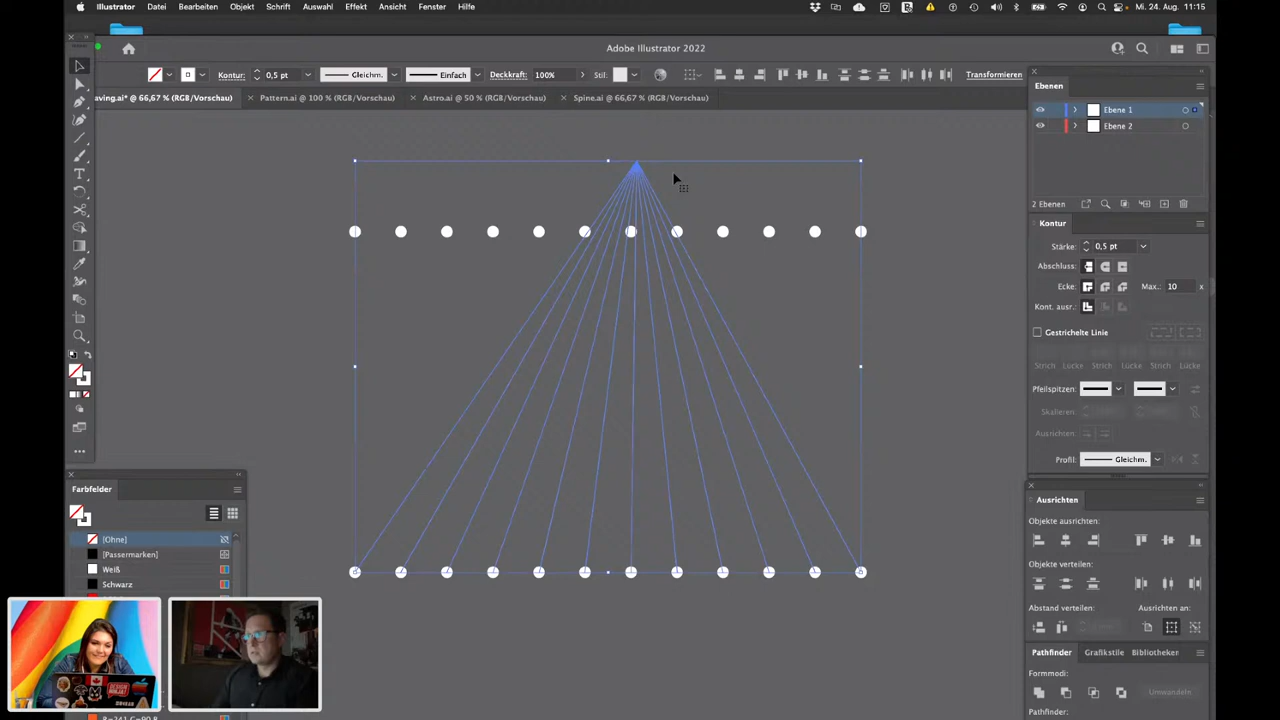 Illustrator Datei Bearbeiten Objekt Schrift Auswahl Effekt Ansicht Fenster Hilfe
Mi. 24. Aug. 11:15
Adobe Illustrator 2022
Kontur: 0,5 pt Gleichm. Einfach Deckkraft: 100% Stil: Transformieren
aving.ai* @ 66,67 % (RGB/Vorschau) × Pattern.ai @ 100 % (RGB/Vorschau) × Astro.ai @ 50 % (RGB/Vorschau) × Spine.ai @ 66,67 % (RGB/Vorschau)
Ebenen
Ebene 1
Ebene 2
2 Ebenen
Kontur
Stärke: 0,5 pt
Abschluss:
Ecke: Max.: 10 x
Kont. ausr.:
Gestrichelte Linie
Strich Lücke Strich Lücke Strich Lücke
Pfeilspitzen:
Skalieren:
Ausrichten:
Profil: Gleichm.
Ausrichten
Objekte ausrichten:
Objekte verteilen:
Abstand verteilen: Ausrichten an:
Pathfinder Grafikstile Bibliotheken
Formmodi:
Umwandeln
Pathfinder:
Farbfelder
[Ohne]
[Passermarken]
Weiß
Schwarz
R=241 G=90 B